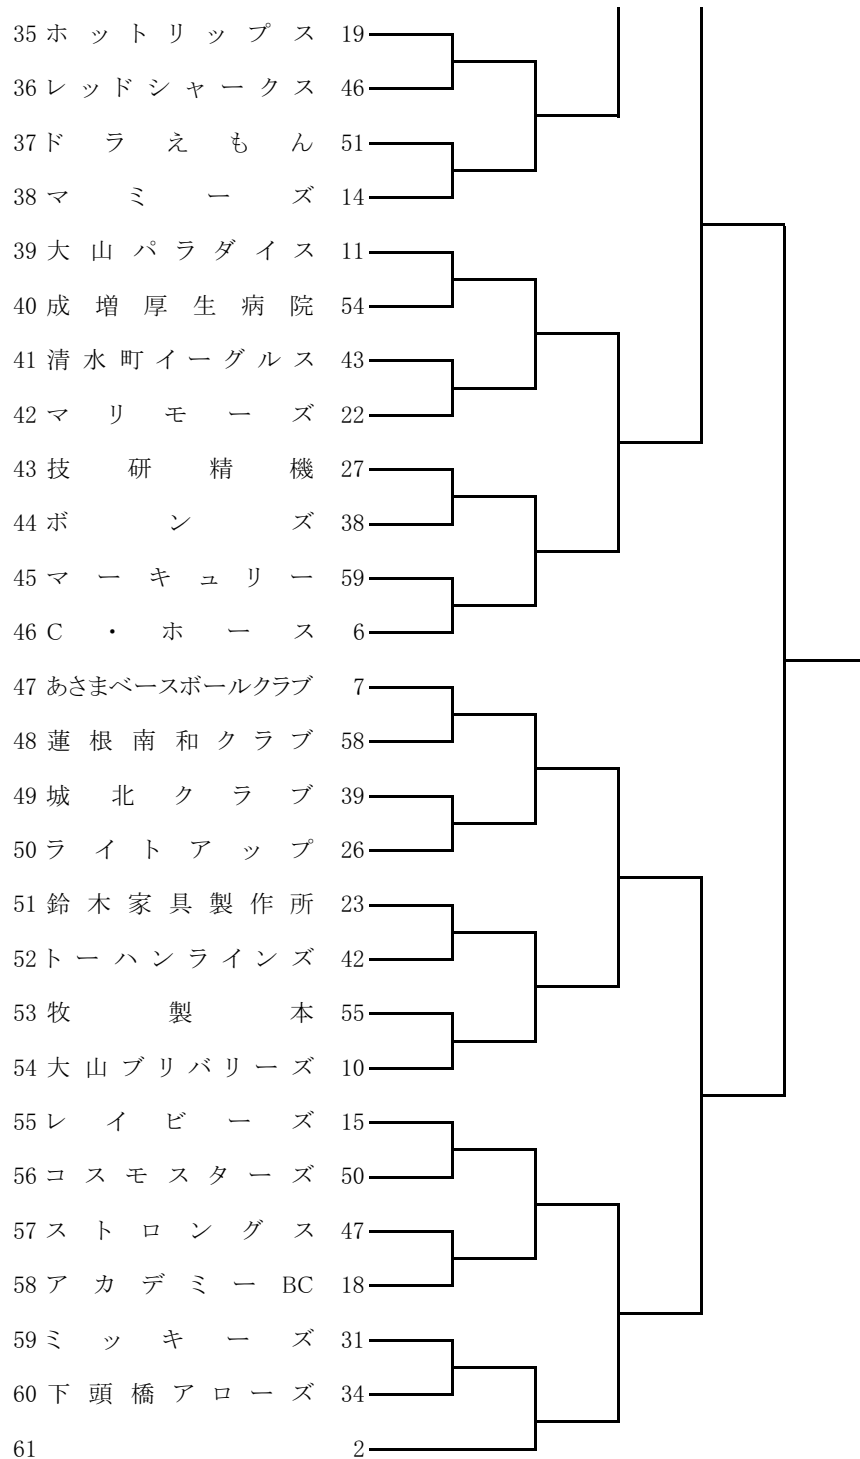 35 ホットリップス 19
36 レッドシャークス 46
37 ドラえもん 51
38 マミーズ 14
39 大山パラダイス 11
40 成増厚生病院 54
41 清水町イーグルス 43
42 マリモーズ 22
43 技研精機 27
44 ボンズ 38
45 マーキュリー 59
46 C・ホース 6
47 あさまベースボールクラブ 7
48 蓮根南和クラブ 58
49 城北クラブ 39
50 ライトアップ 26
51 鈴木家具製作所 23
52 トーハンラインズ 42
53 牧製本 55
54 大山ブリバリーズ 10
55 レイビーズ 15
56 コスモスターズ 50
57 ストロングス 47
58 アカデミーBC 18
59 ミッキーズ 31
60 下頭橋アローズ 34
61 2